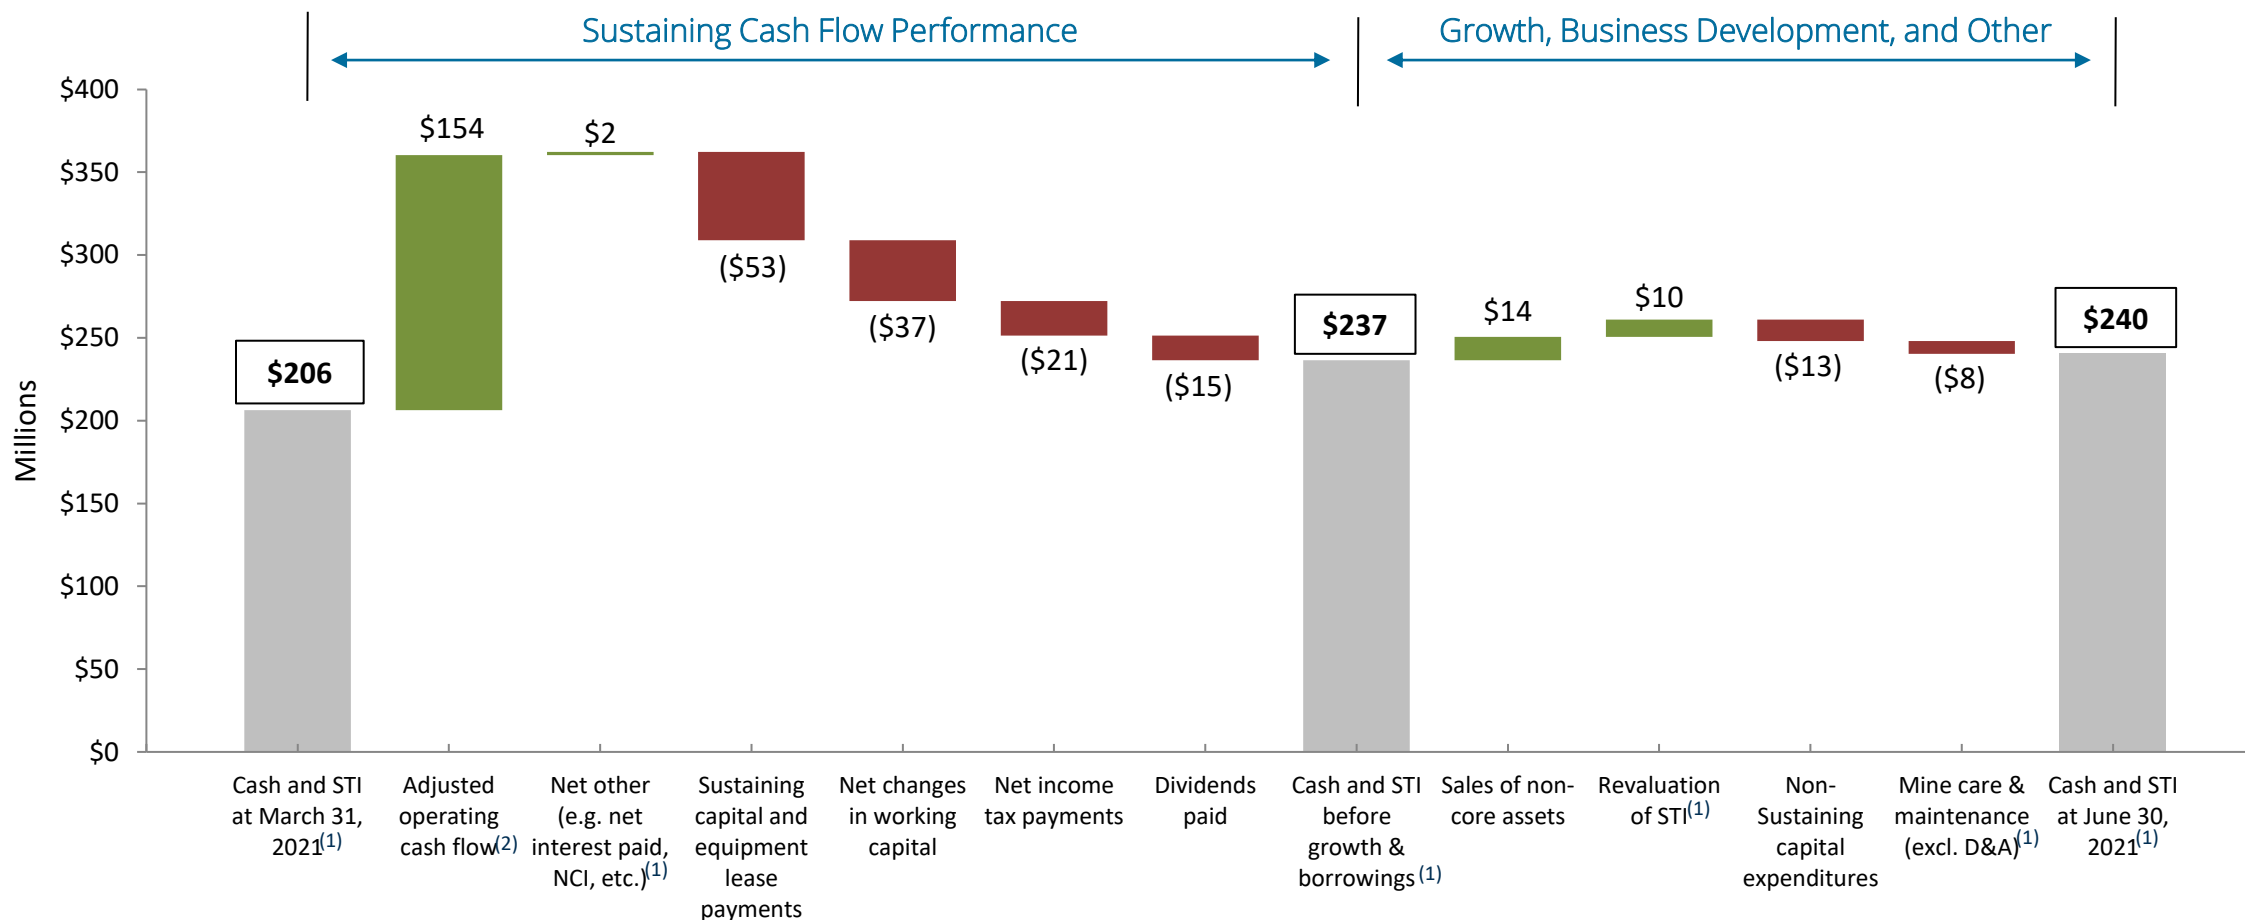 Sustaining Cash Flow Performance
Growth, Business Development, and Other
Millions
$400
$350
$300
$250
$200
$150
$100
$50
$0
$206
$154
$2
($53)
($37)
($21)
($15)
$237
$14
$10
($13)
($8)
$240
Cash and STI
at March 31,
2021(1)
Adjusted
operating
cash flow(2)
Net other
(e.g. net
interest paid,
NCI, etc.)(1)
Sustaining
capital and
equipment
lease
payments
Net changes
in working
capital
Net income
tax payments
Dividends
paid
Cash and STI
before
growth &
borrowings(1)
Sales of non-
core assets
Revaluation
of STI(1)
Non-
Sustaining
capital
expenditures
Mine care &
maintenance
(excl. D&A)(1)
Cash and STI
at June 30,
2021(1)